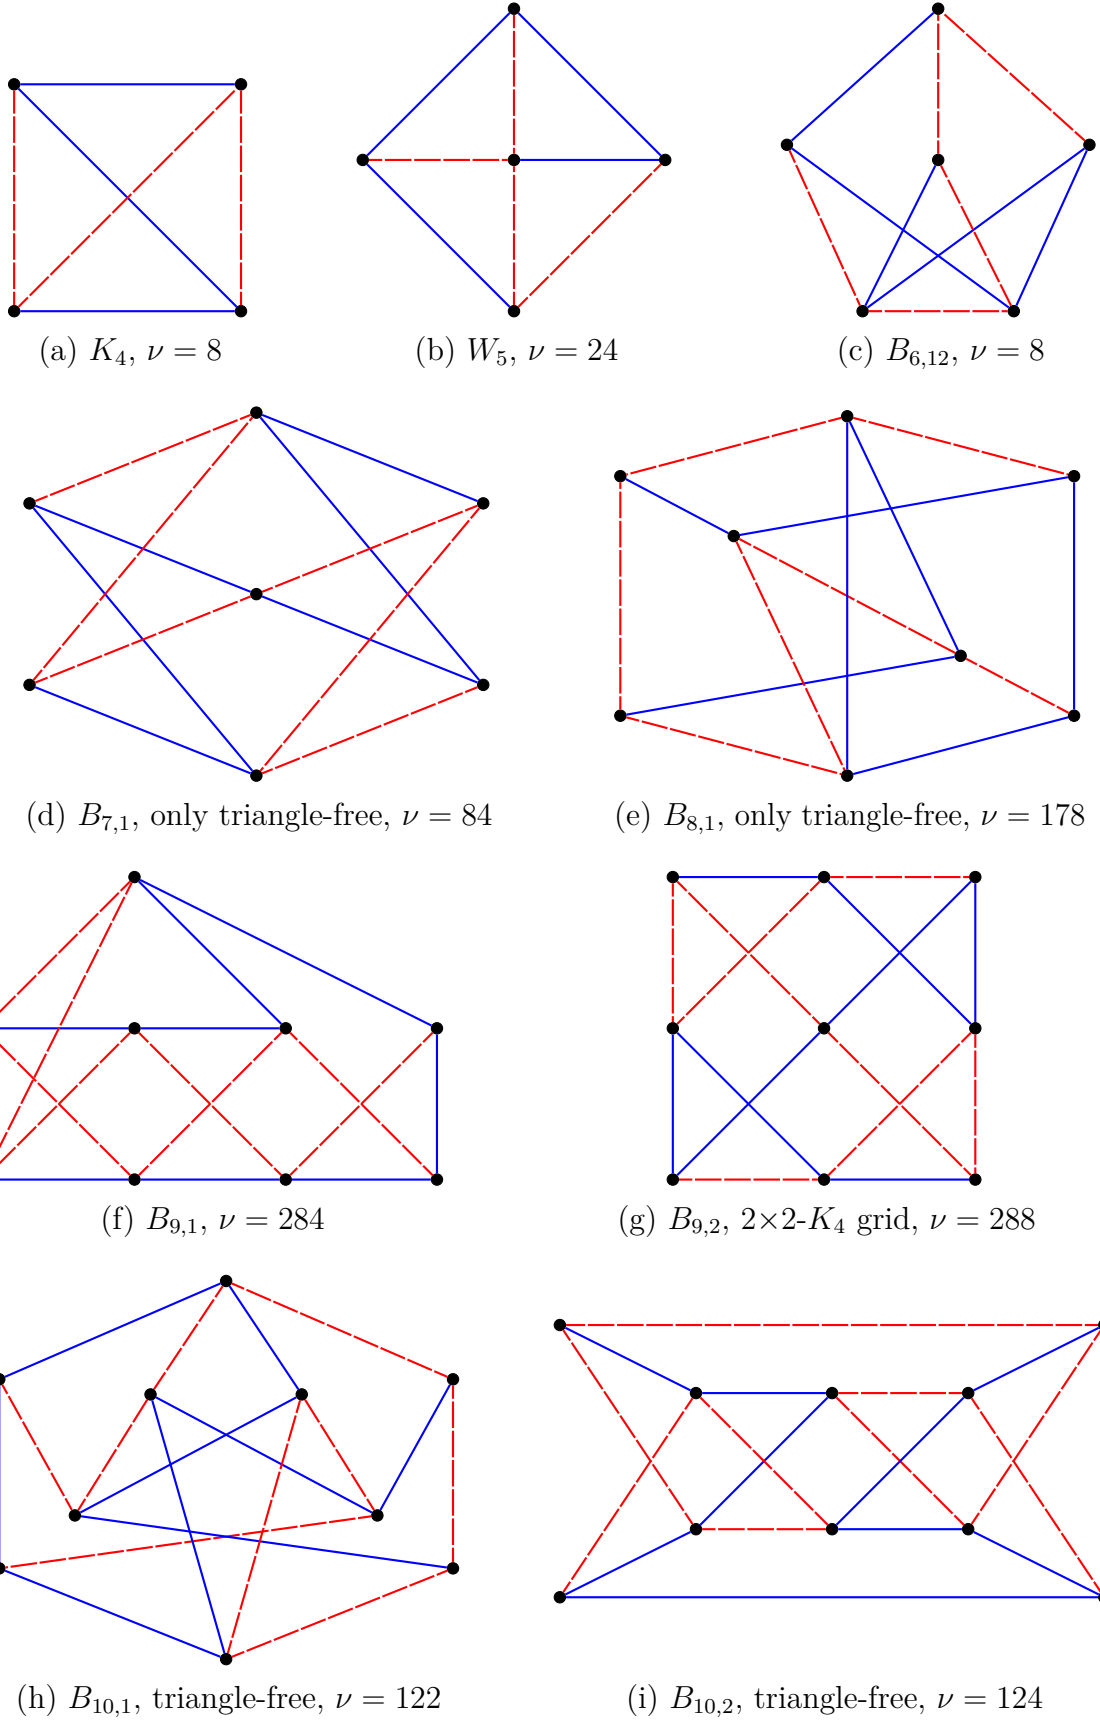 (a) K₄, ν = 8
(b) W₅, ν = 24
(c) B₆,₁₂, ν = 8
(d) B₇,₁, only triangle-free, ν = 84
(e) B₈,₁, only triangle-free, ν = 178
(f) B₉,₁, ν = 284
(g) B₉,₂, 2×2-K₄ grid, ν = 288
(h) B₁₀,₁, triangle-free, ν = 122
(i) B₁₀,₂, triangle-free, ν = 124